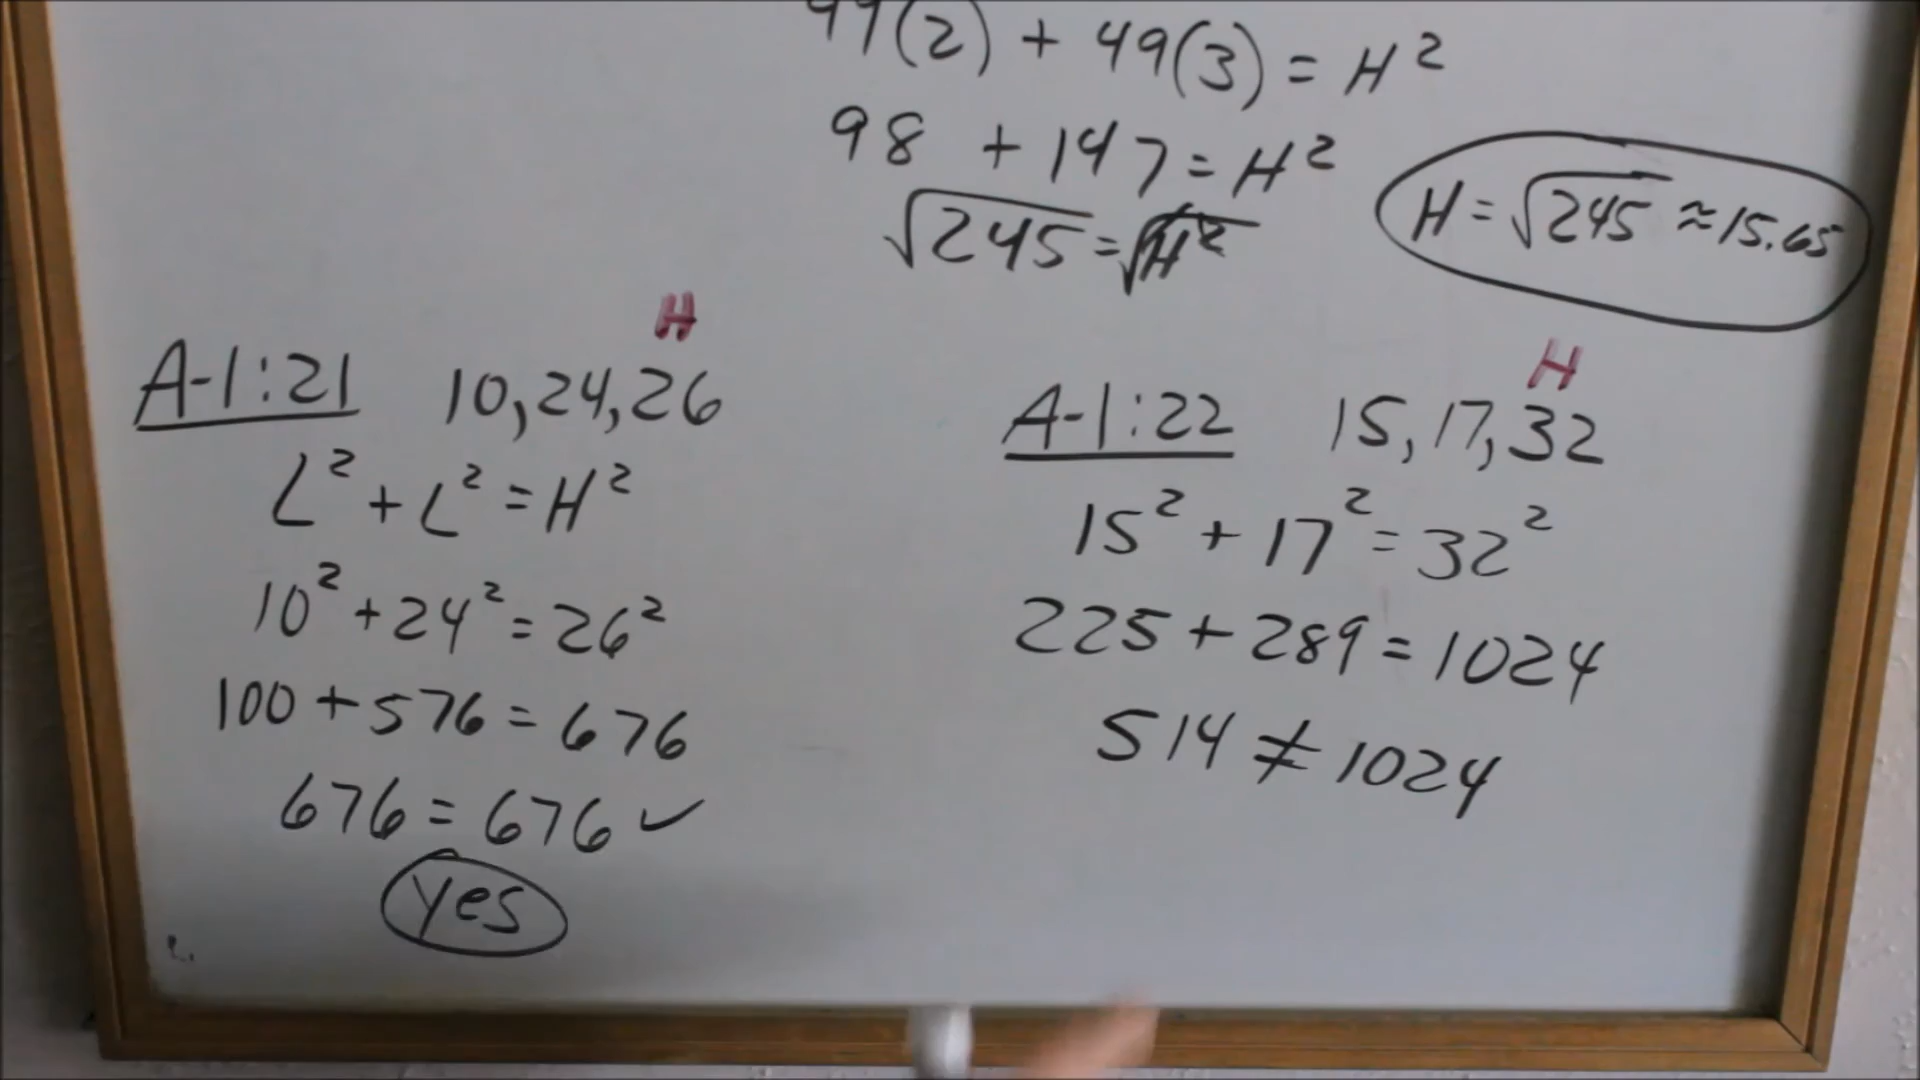 49(2) + 49(3) = H²
98 + 147 = H²
√245 = √H²
H = √245 ≈ 15.65
H
A-1:21 10,24,26
L² + L² = H²
10² + 24² = 26²
100 + 576 = 676
676 = 676 ✓
yes
H
A-1:22 15,17,32
15² + 17² = 32²
225 + 289 = 1024
514 ≠ 1024